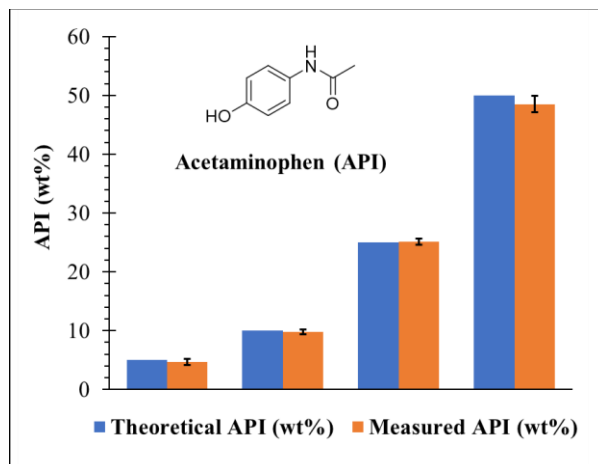 60
50
40
30
20
10
0
API (wt%)
H
N
O
HO
Acetaminophen (API)
Theoretical API (wt%) Measured API (wt%)